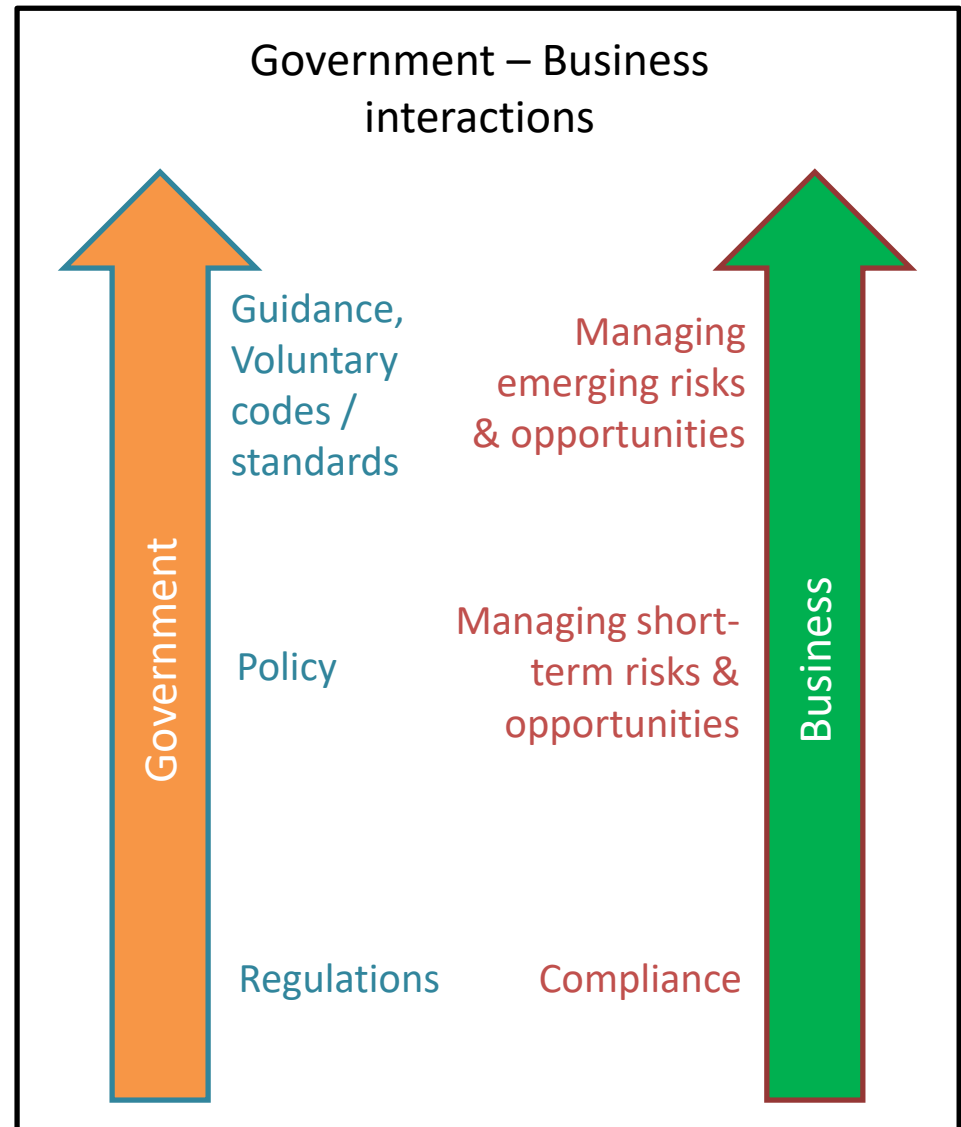 Government – Business
interactions
Guidance,
Voluntary
codes /
standards
Managing
emerging risks
& opportunities
Government
Policy
Managing short-
term risks &
opportunities
Business
Regulations
Compliance